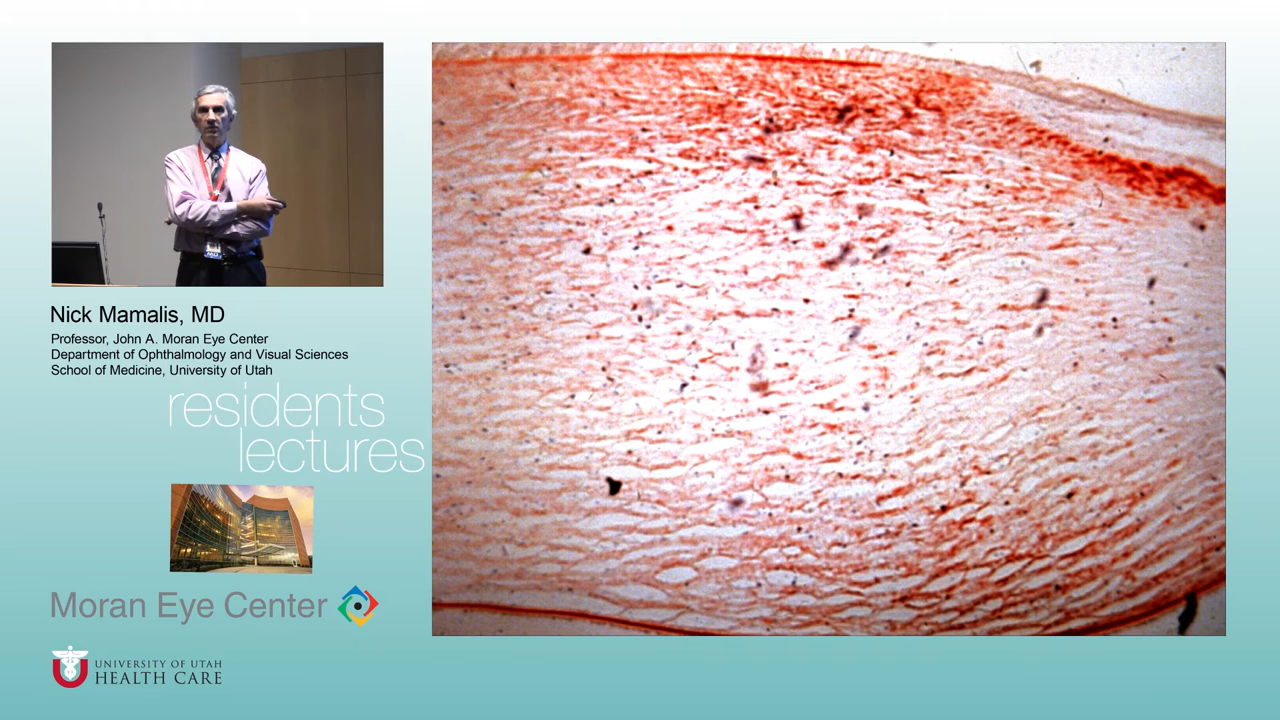 Nick Mamalis, MD
Professor, John A. Moran Eye Center
Department of Ophthalmology and Visual Sciences
School of Medicine, University of Utah
residents
lectures
Moran Eye Center
UNIVERSITY OF UTAH
HEALTH CARE